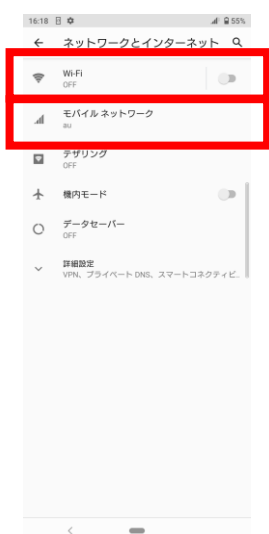 16:18 55%
ネットワークとインターネット
Wi-Fi
OFF
モバイル ネットワーク
au
テザリング
OFF
機内モード
データセーバー
OFF
詳細設定
VPN、プライベート DNS、スマートコネクティビ..